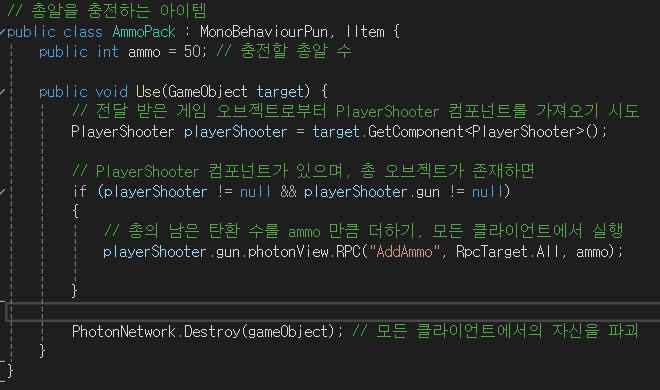 // 총알을 충전하는 아이템
public class AmmoPack : MonoBehaviourPun, IItem {
public int ammo = 50; // 충전할 총알 수
public void Use(GameObject target) {
// 전달 받은 게임 오브젝트로부터 PlayerShooter 컴포넌트를 가져오기 시도
PlayerShooter playerShooter = target.GetComponent<PlayerShooter>();
// PlayerShooter 컴포넌트가 있으며, 총 오브젝트가 존재하면
if (playerShooter != null && playerShooter.gun != null)
{
// 총의 남은 탄환 수를 ammo 만큼 더하기, 모든 클라이언트에서 실행
playerShooter.gun.photonView.RPC("AddAmmo", RpcTarget.All, ammo);
}
PhotonNetwork.Destroy(gameObject); // 모든 클라이언트에서의 자신을 파괴
}
}